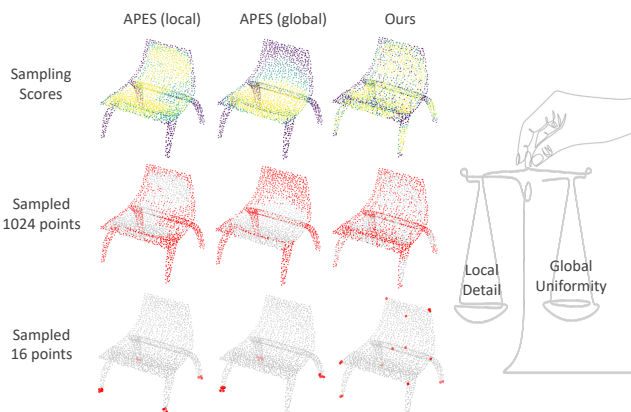 APES (local) APES (global) Ours
Sampling
Scores
Sampled
1024 points
Local
Detail
Global
Uniformity
Sampled
16 points